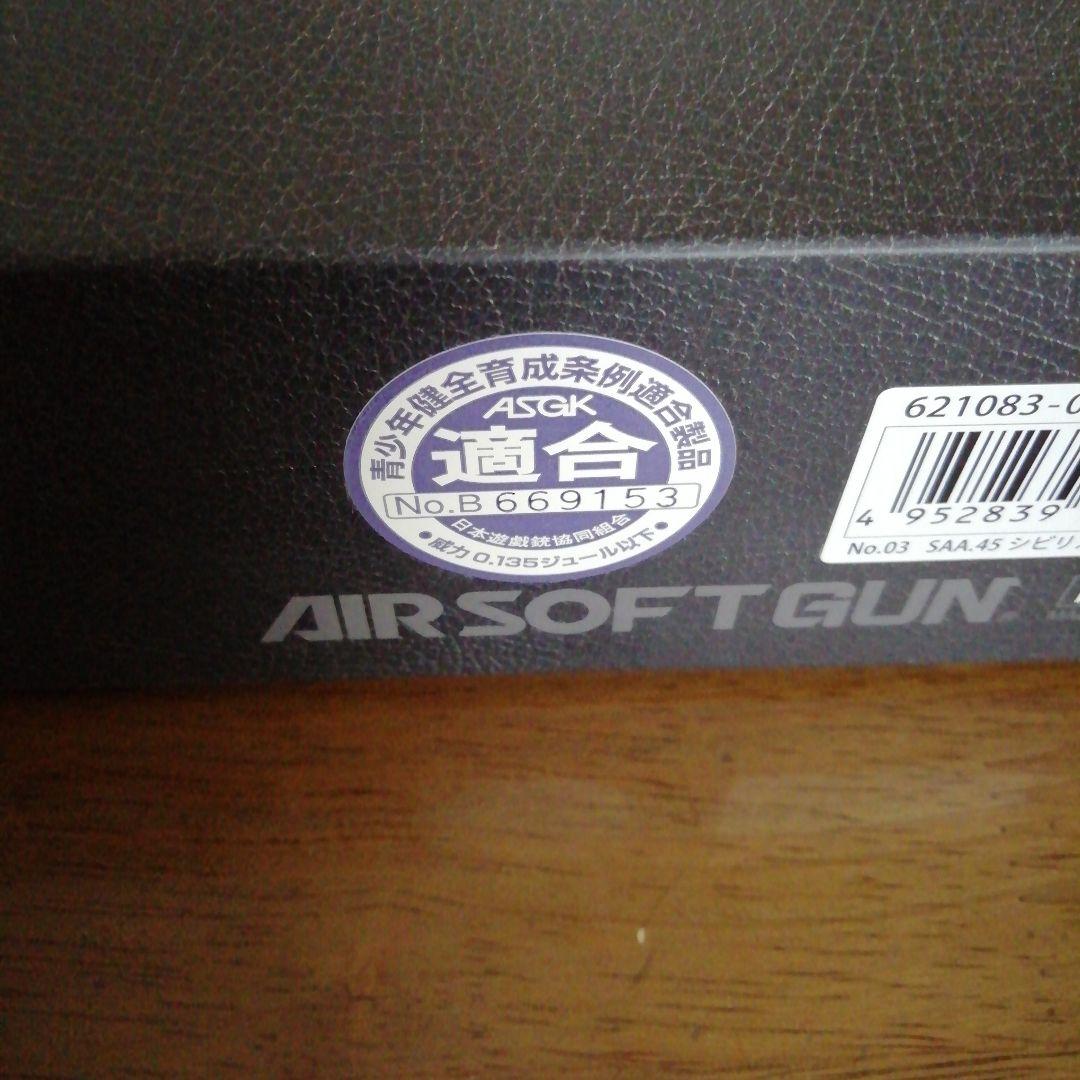 青少年健全育成条例適合製品
ASGK
適合
No.B 669153
日本遊戯銃協同組合
・威力 0.135ジュール以下・
621083-0
4 952839
No.03 SAA.45 シビリ
AIRSOFT GUN